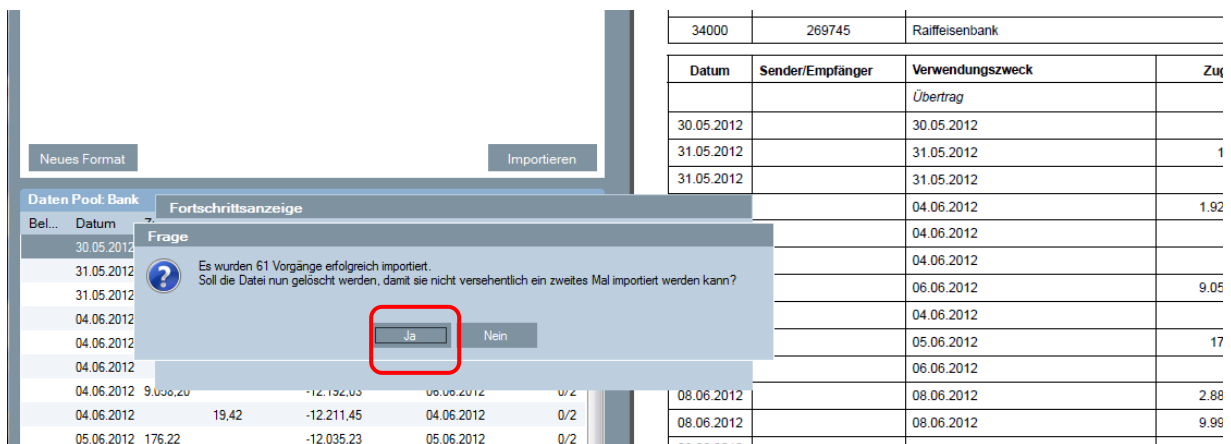 34000 269745 Raiffeisenbank
Datum Sender/Empfänger Verwendungszweck
Übertrag
30.05.2012 30.05.2012
31.05.2012 31.05.2012
31.05.2012 31.05.2012
04.06.2012
04.06.2012
04.06.2012
06.06.2012
04.06.2012
05.06.2012
06.06.2012
08.06.2012 08.06.2012
08.06.2012 08.06.2012
Neues Format Importieren
Daten Pool: Bank
Bel... Datum
30.05.2012
31.05.2012
31.05.2012
04.06.2012
04.06.2012
04.06.2012
04.06.2012 9.058,20 -12.192,03 06.06.2012 0/2
04.06.2012 19,42 -12.211,45 04.06.2012 0/2
05.06.2012 176,22 -12.035,23 05.06.2012 0/2
Fortschrittsanzeige
Frage
Es wurden 61 Vorgänge erfolgreich importiert.
Soll die Datei nun gelöscht werden, damit sie nicht versehentlich ein zweites Mal importiert werden kann?
Ja Nein